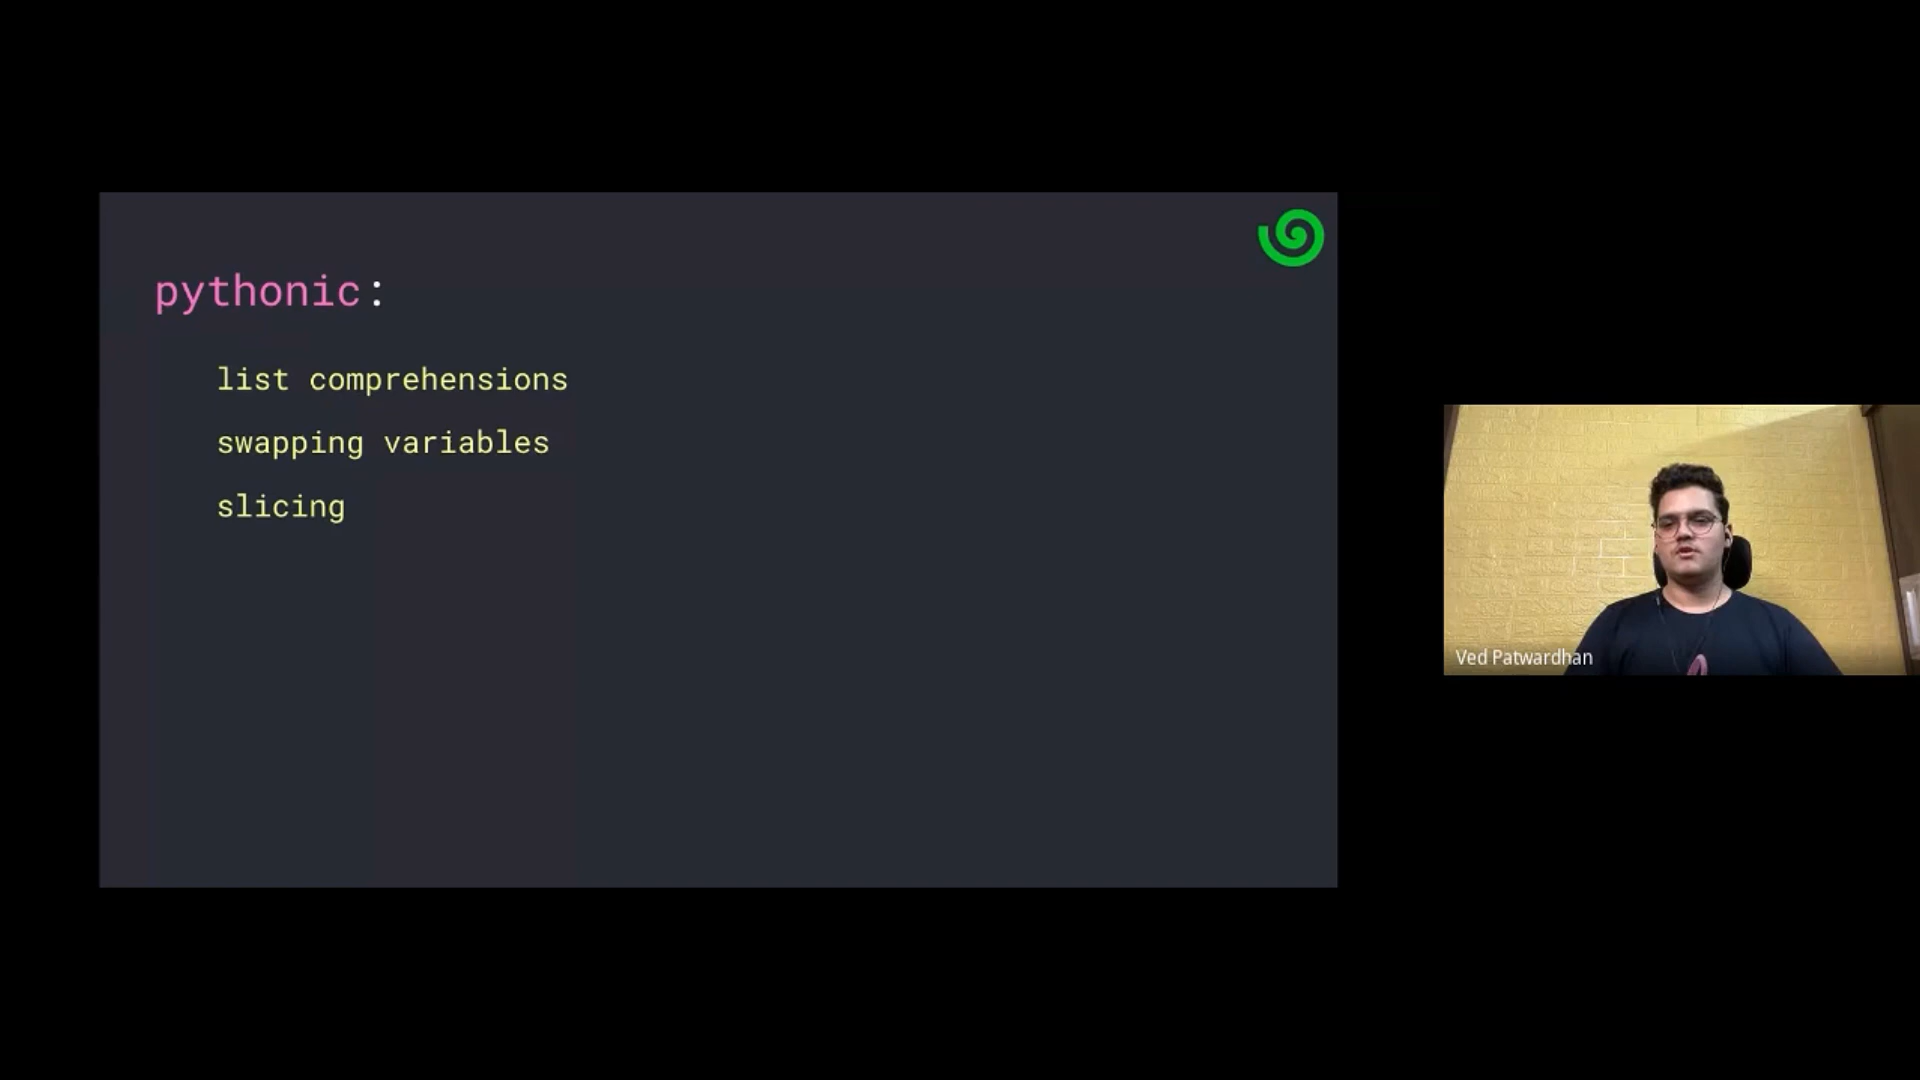 pythonic:
list comprehensions
swapping variables
slicing
Ved Patwardhan